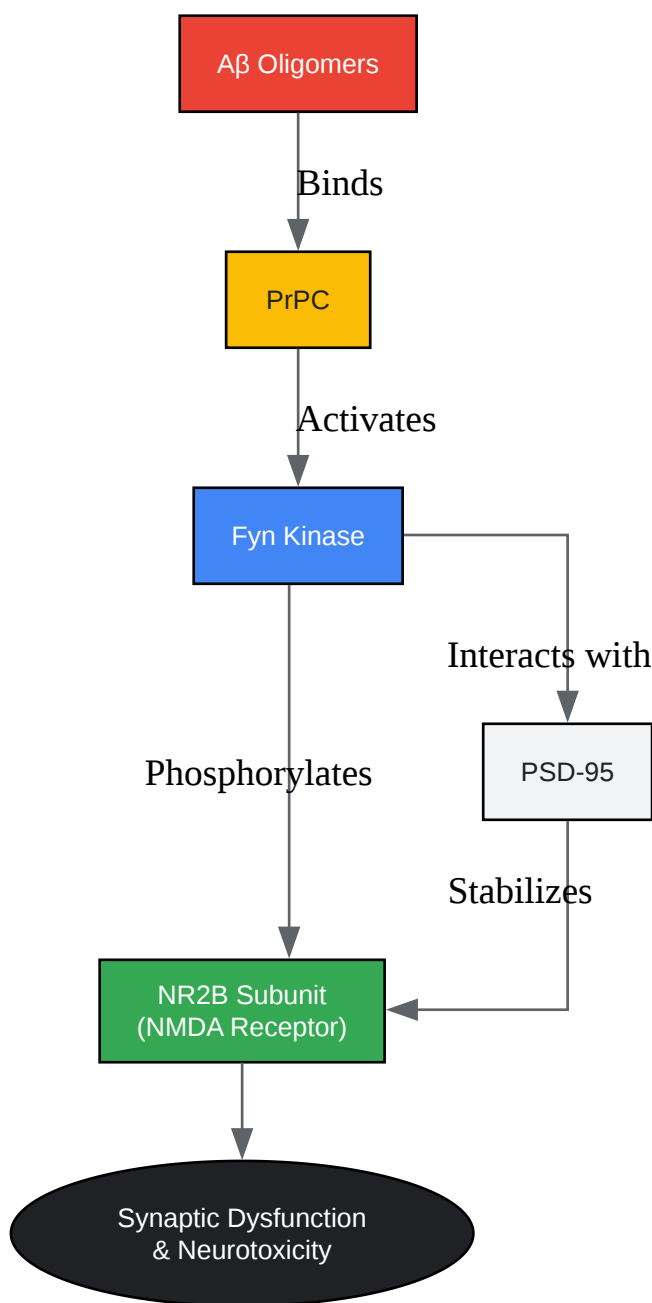 Aβ Oligomers
Binds
PrPC
Activates
Fyn Kinase
Interacts with
PSD-95
Phosphorylates
Stabilizes
NR2B Subunit
(NMDA Receptor)
Synaptic Dysfunction
& Neurotoxicity